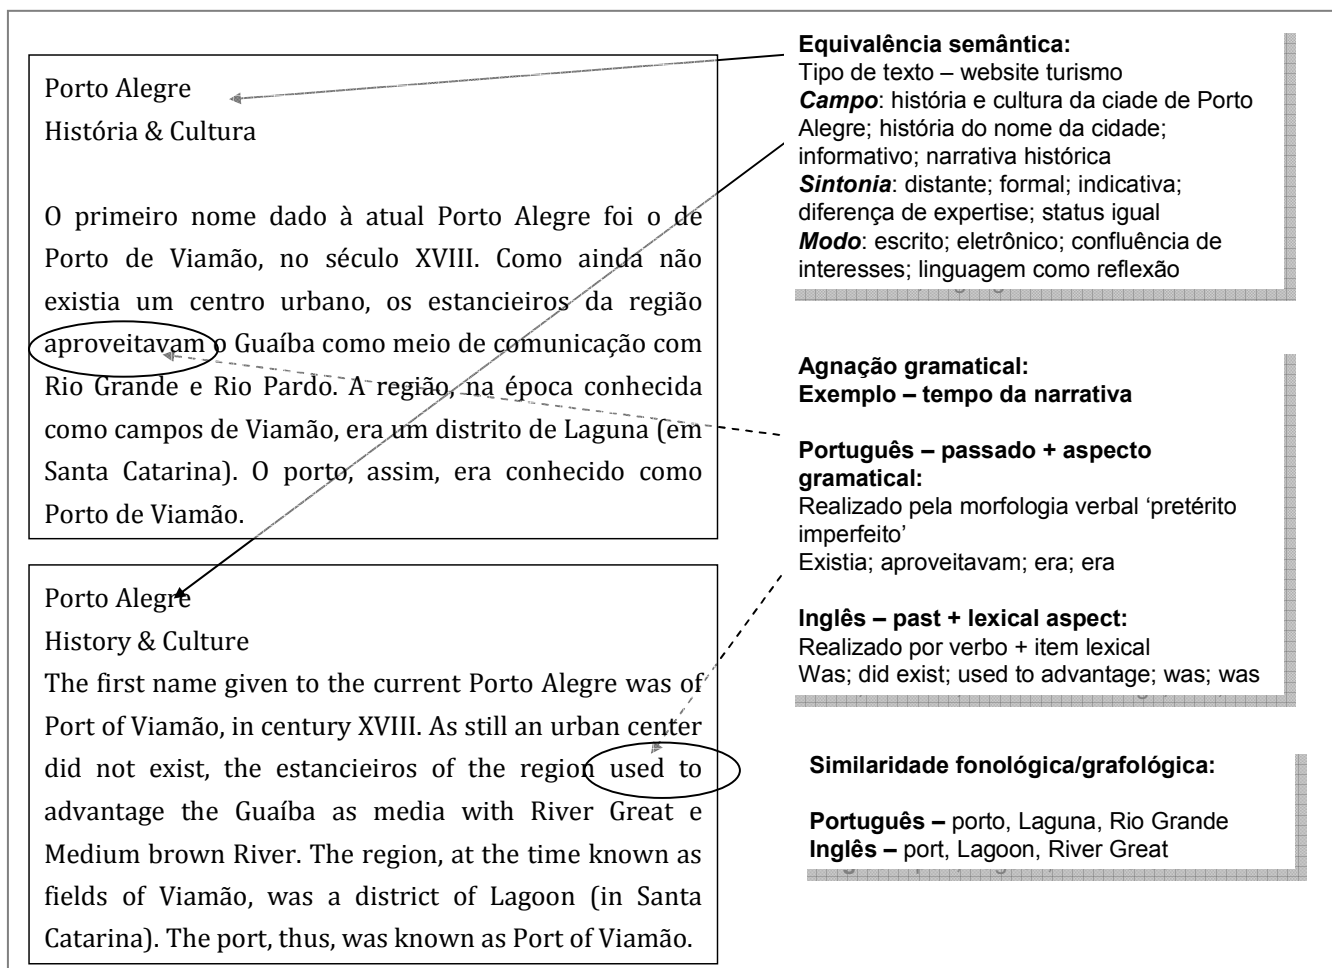 Porto Alegre
História & Cultura
O primeiro nome dado à atual Porto Alegre foi o de
Porto de Viamão, no século XVIII. Como ainda não
existia um centro urbano, os estancieiros da região
aproveitavam o Guaíba como meio de comunicação com
Rio Grande e Rio Pardo. A região, na época conhecida
como campos de Viamão, era um distrito de Laguna (em
Santa Catarina). O porto, assim, era conhecido como
Porto de Viamão.
Porto Alegre
History & Culture
The first name given to the current Porto Alegre was of
Port of Viamão, in century XVIII. As still an urban center
did not exist, the estancieiros of the region used to
advantage the Guaíba as media with River Great e
Medium brown River. The region, at the time known as
fields of Viamão, was a district of Lagoon (in Santa
Catarina). The port, thus, was known as Port of Viamão.
Equivalência semântica:
Tipo de texto – website turismo
Campo: história e cultura da ciade de Porto
Alegre; história do nome da cidade;
informativo; narrativa histórica
Sintonia: distante; formal; indicativa;
diferença de expertise; status igual
Modo: escrito; eletrônico; confluência de
interesses; linguagem como reflexão
Agnação gramatical:
Exemplo – tempo da narrativa
Português – passado + aspecto
gramatical:
Realizado pela morfologia verbal ‘pretérito
imperfeito’
Existia; aproveitavam; era; era
Inglês – past + lexical aspect:
Realizado por verbo + item lexical
Was; did exist; used to advantage; was; was
Similaridade fonológica/grafológica:
Português – porto, Laguna, Rio Grande
Inglês – port, Lagoon, River Great